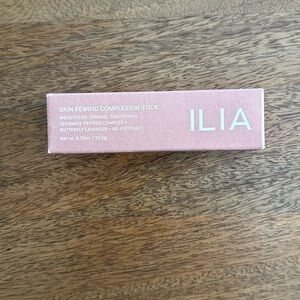 SKIN REWIND COMPLEXION STICK
WEIGHTLESS, FIRMING, SMOOTHING
CERAMIDE-PEPTIDE COMPLEX +
BUTTERFLY LAVENDER + KELP EXTRACT
Net wt. 0.35oz | 10.5g
ILIA